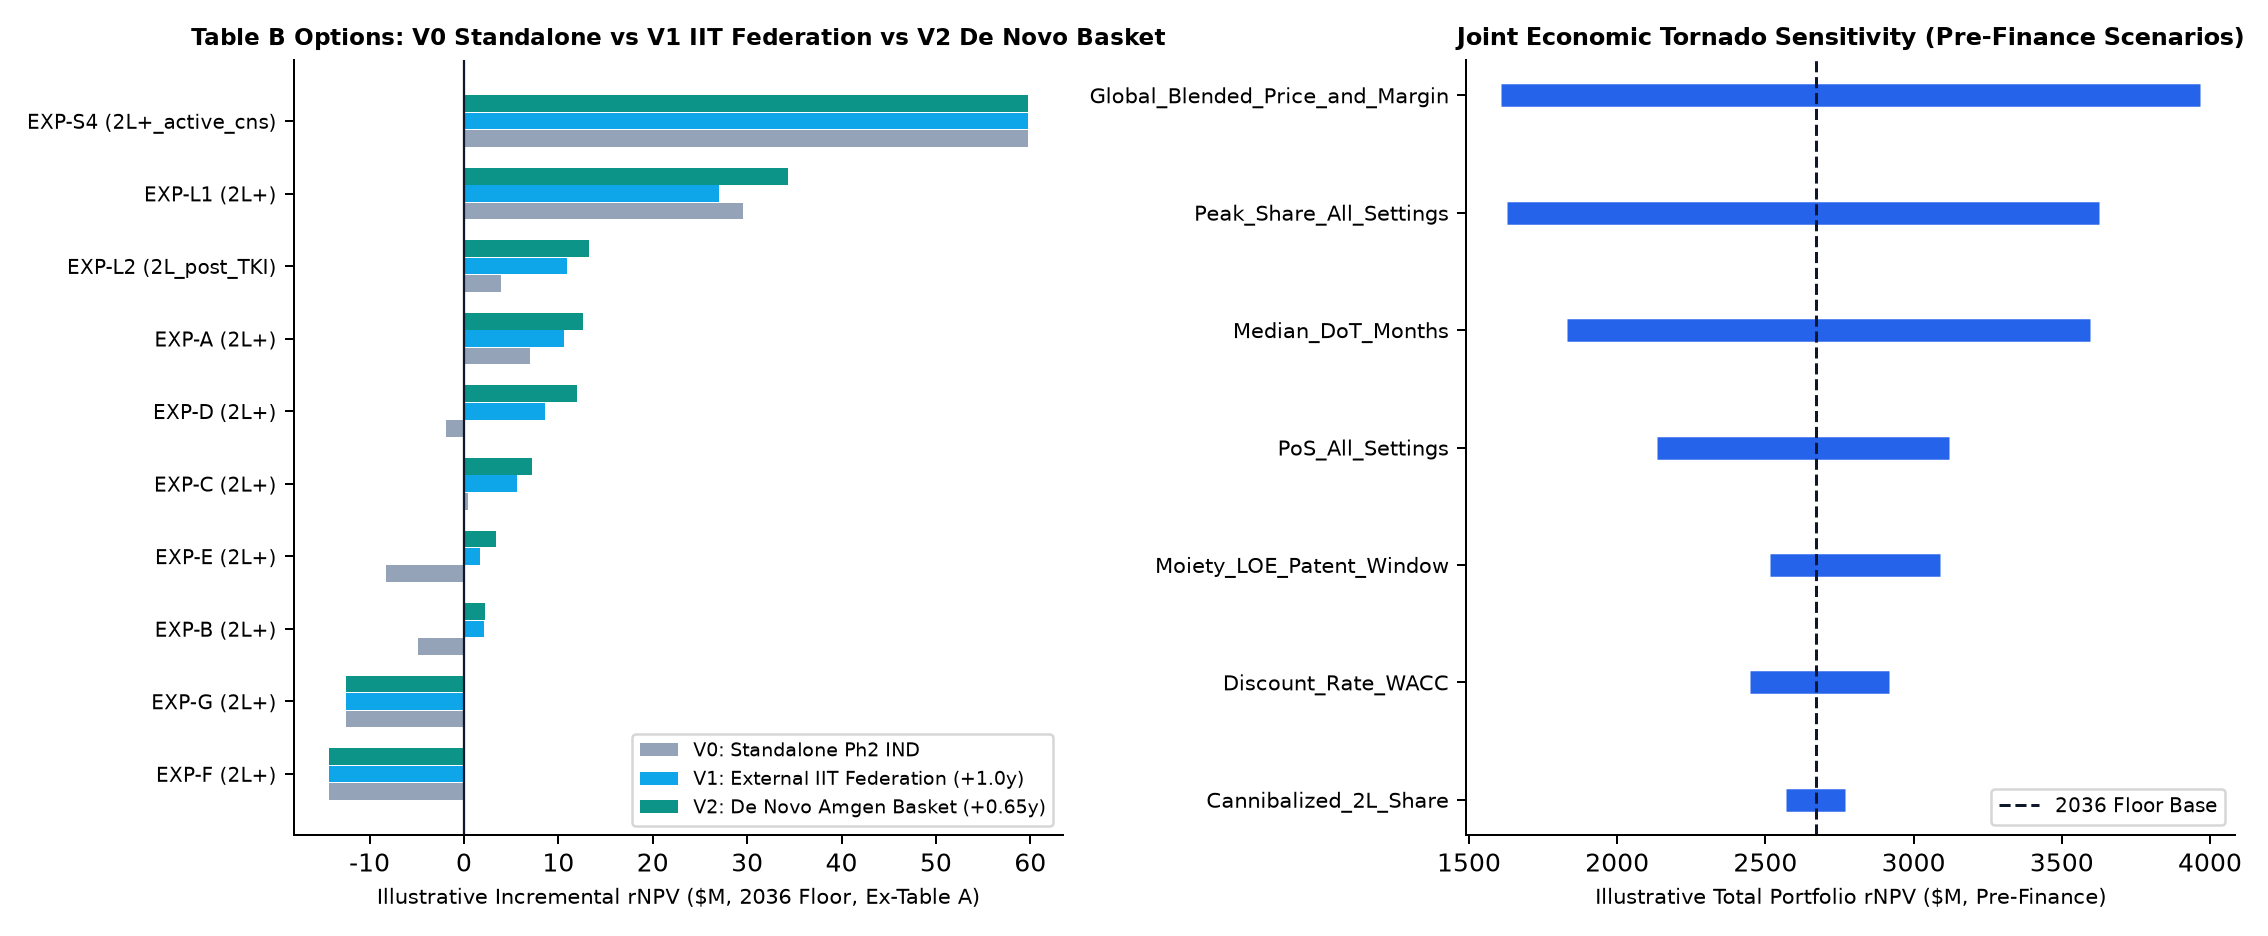 Table B Options: V0 Standalone vs V1 IIT Federation vs V2 De Novo Basket
EXP-S4 (2L+_active_cns)
EXP-L1 (2L+)
EXP-L2 (2L_post_TKI)
EXP-A (2L+)
EXP-D (2L+)
EXP-C (2L+)
EXP-E (2L+)
EXP-B (2L+)
EXP-G (2L+)
EXP-F (2L+)
V0: Standalone Ph2 IND
V1: External IIT Federation (+1.0y)
V2: De Novo Amgen Basket (+0.65y)
-10 0 10 20 30 40 50 60
Illustrative Incremental rNPV ($M, 2036 Floor, Ex-Table A)
Joint Economic Tornado Sensitivity (Pre-Finance Scenarios)
Global_Blended_Price_and_Margin
Peak_Share_All_Settings
Median_DoT_Months
PoS_All_Settings
Moiety_LOE_Patent_Window
Discount_Rate_WACC
Cannibalized_2L_Share
2036 Floor Base
1500 2000 2500 3000 3500 4000
Illustrative Total Portfolio rNPV ($M, Pre-Finance)